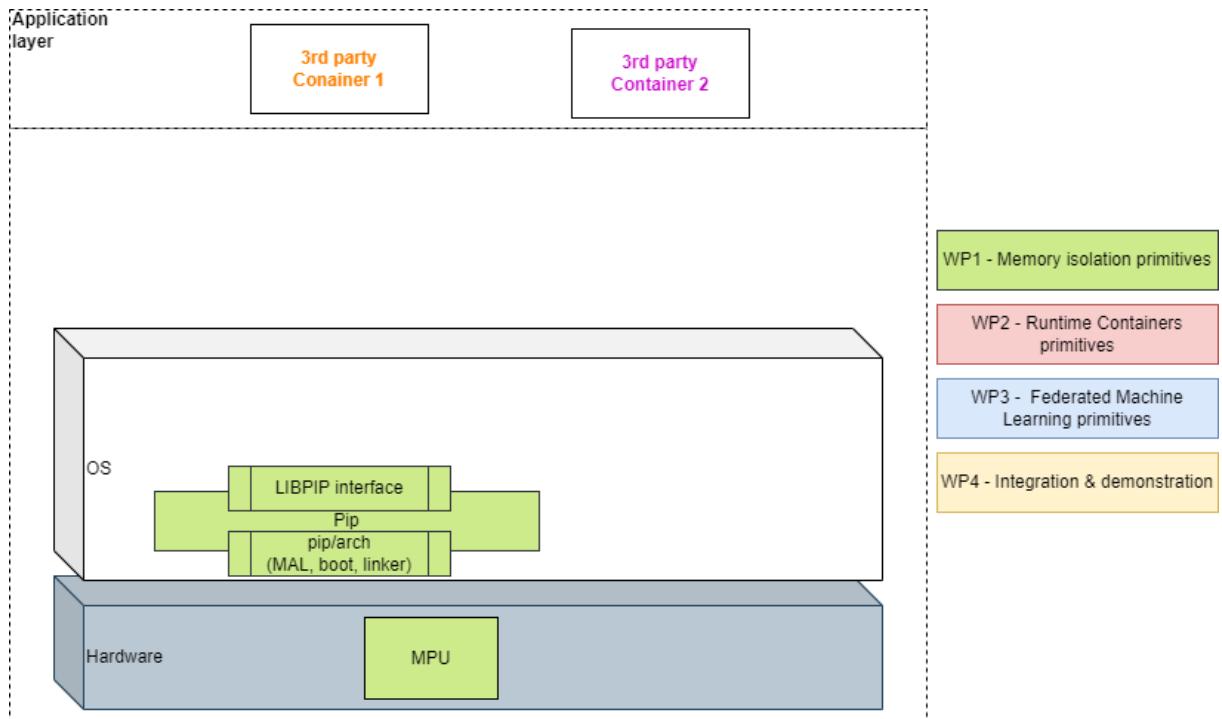 Application
layer
3rd party
Conainer 1
3rd party
Container 2
WP1 - Memory isolation primitives
WP2 - Runtime Containers
primitives
WP3 -  Federated Machine
Learning primitives
WP4 - Integration & demonstration
OS
LIBPIP interface
Pip
pip/arch
(MAL, boot, linker)
Hardware
MPU